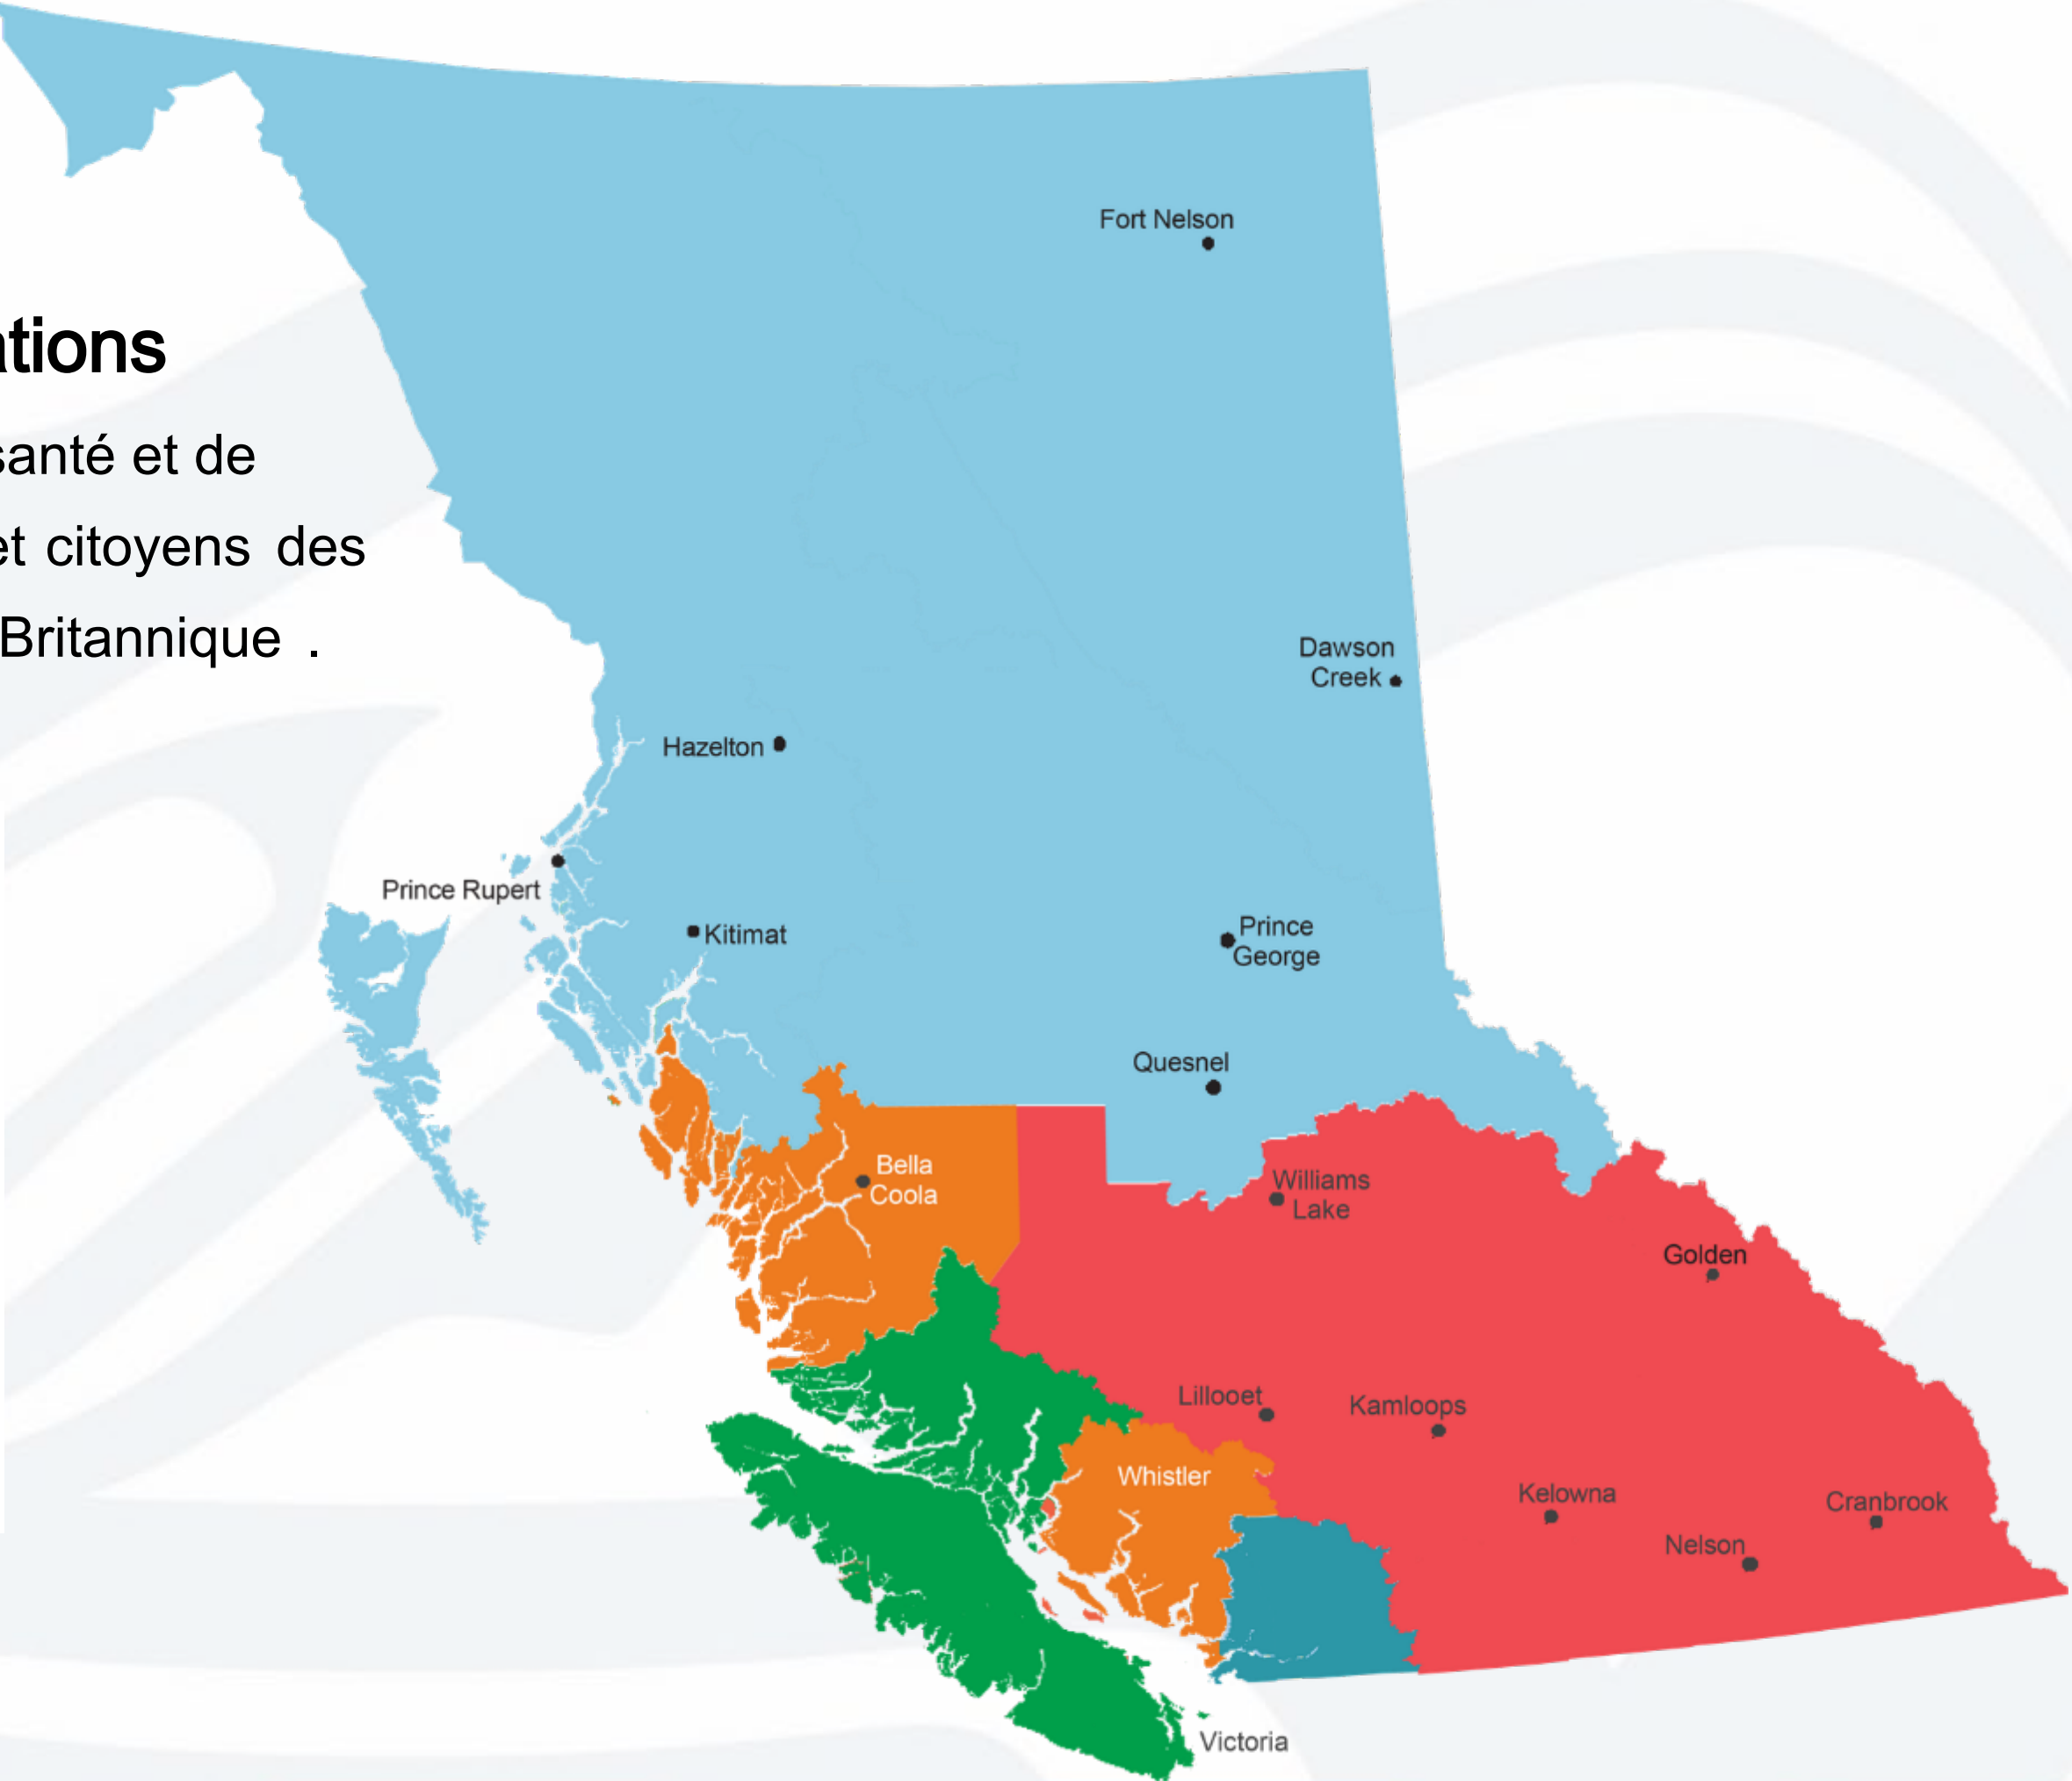 ations
santé et de
et citoyens des
Britannique .
Fort Nelson
Dawson
Creek
Hazelton
Prince Rupert
Kitimat
Prince
George
Quesnel
Bella
Coola
Williams
Lake
Golden
Lillooet
Kamloops
Whistler
Kelowna
Cranbrook
Nelson
Victoria